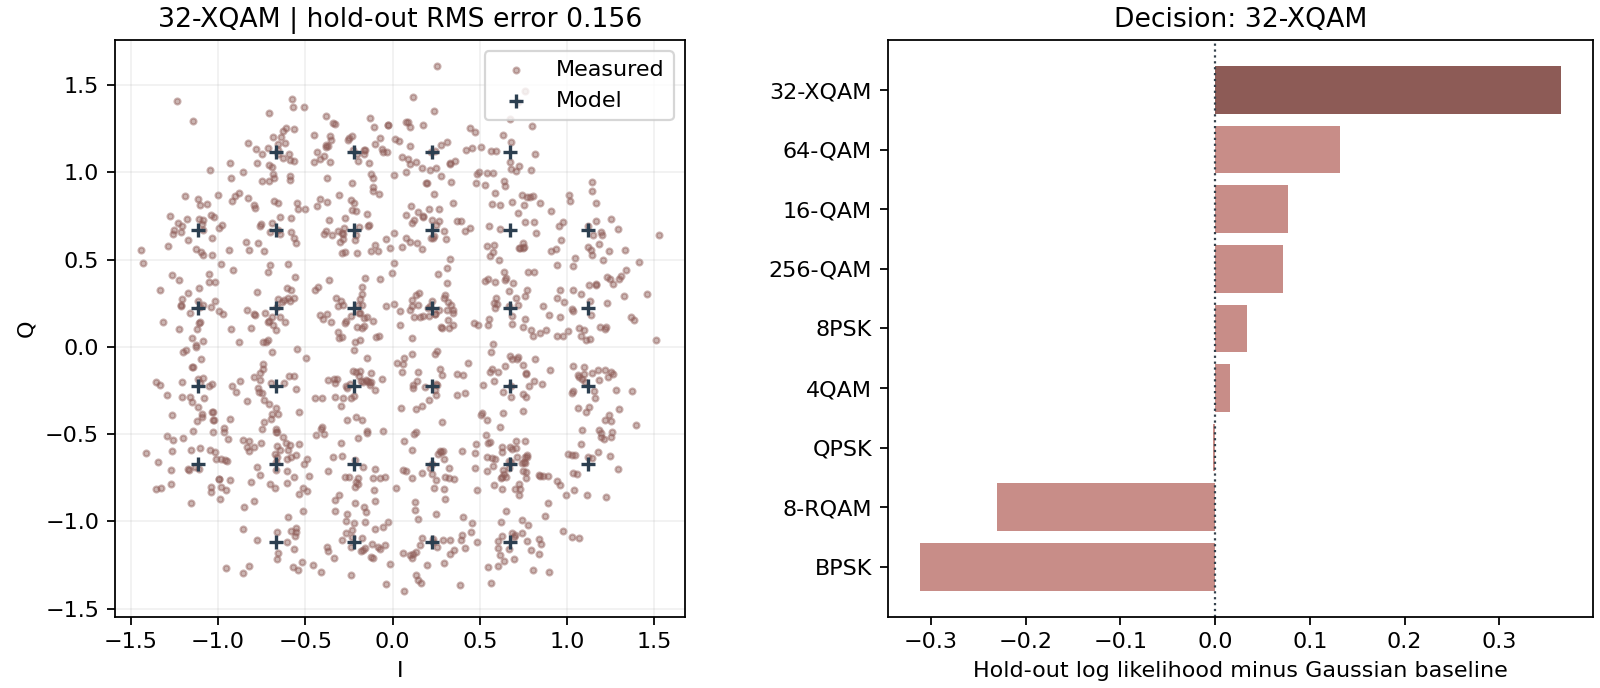 32-XQAM | hold-out RMS error 0.156
Measured
Model
1.5
1.0
0.5
0.0
−0.5
−1.0
−1.5
Q
−1.5 −1.0 −0.5 0.0 0.5 1.0 1.5
I
Decision: 32-XQAM
32-XQAM
64-QAM
16-QAM
256-QAM
8PSK
4QAM
QPSK
8-RQAM
BPSK
−0.3 −0.2 −0.1 0.0 0.1 0.2 0.3
Hold-out log likelihood minus Gaussian baseline